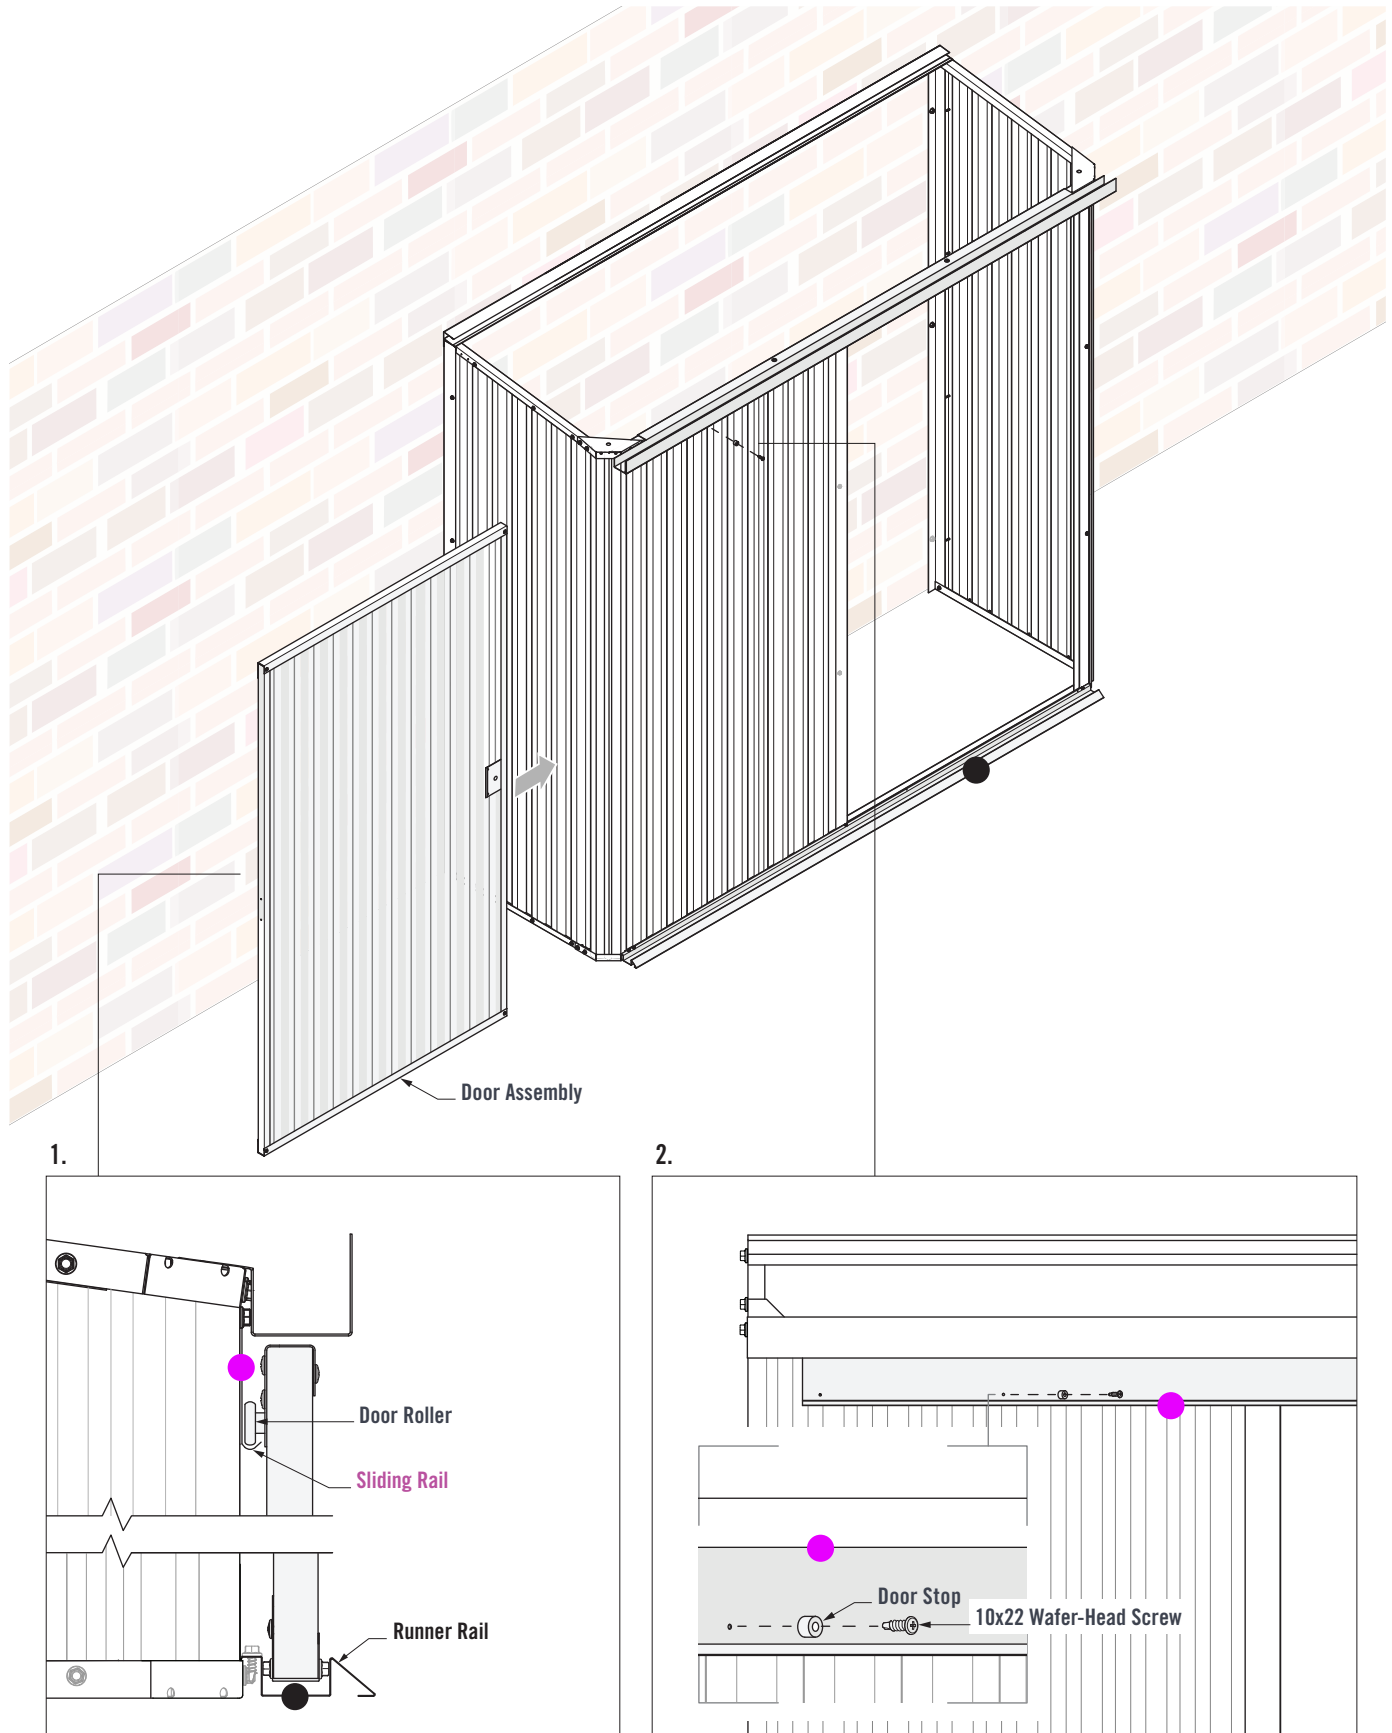 Door Assembly
1.
2.
Door Roller
Sliding Rail
Runner Rail
Door Stop
10x22 Wafer-Head Screw